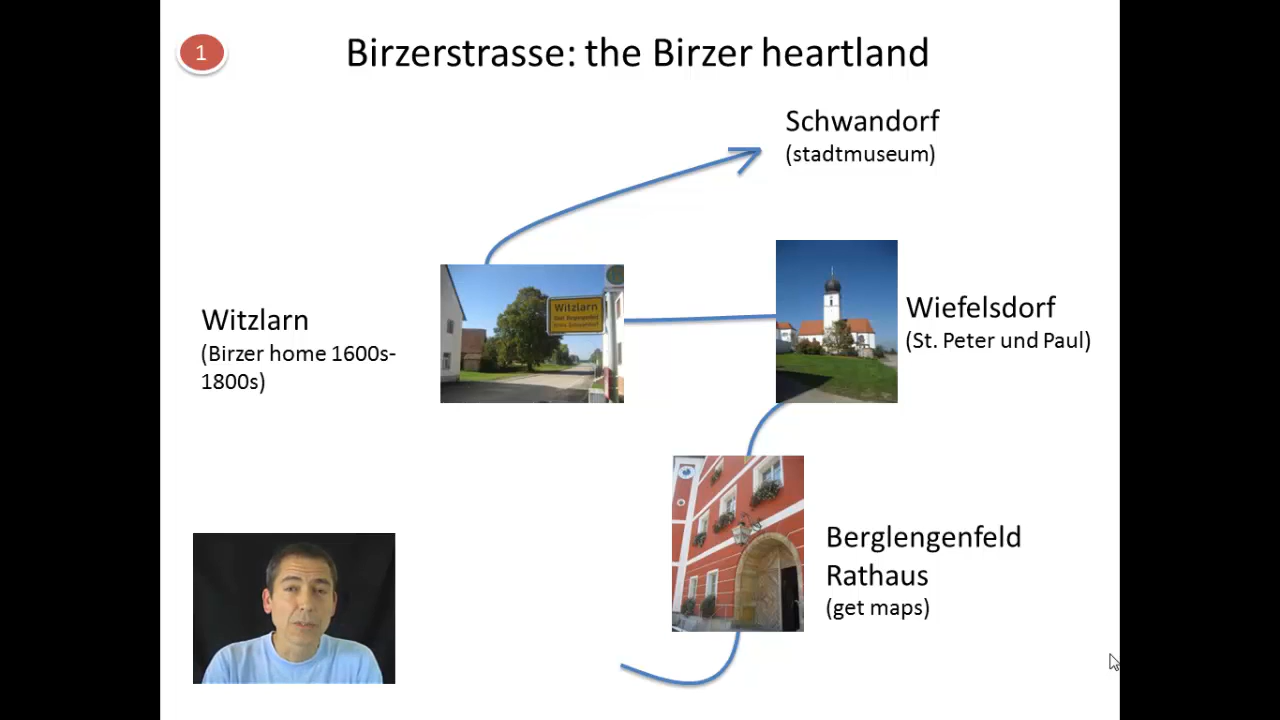 1
Birzerstrasse: the Birzer heartland
Schwandorf
(stadtmuseum)
Witzlarn
Witzlarn
(Birzer home 1600s-
1800s)
Wiefelsdorf
(St. Peter und Paul)
Berglengenfeld
Rathaus
(get maps)